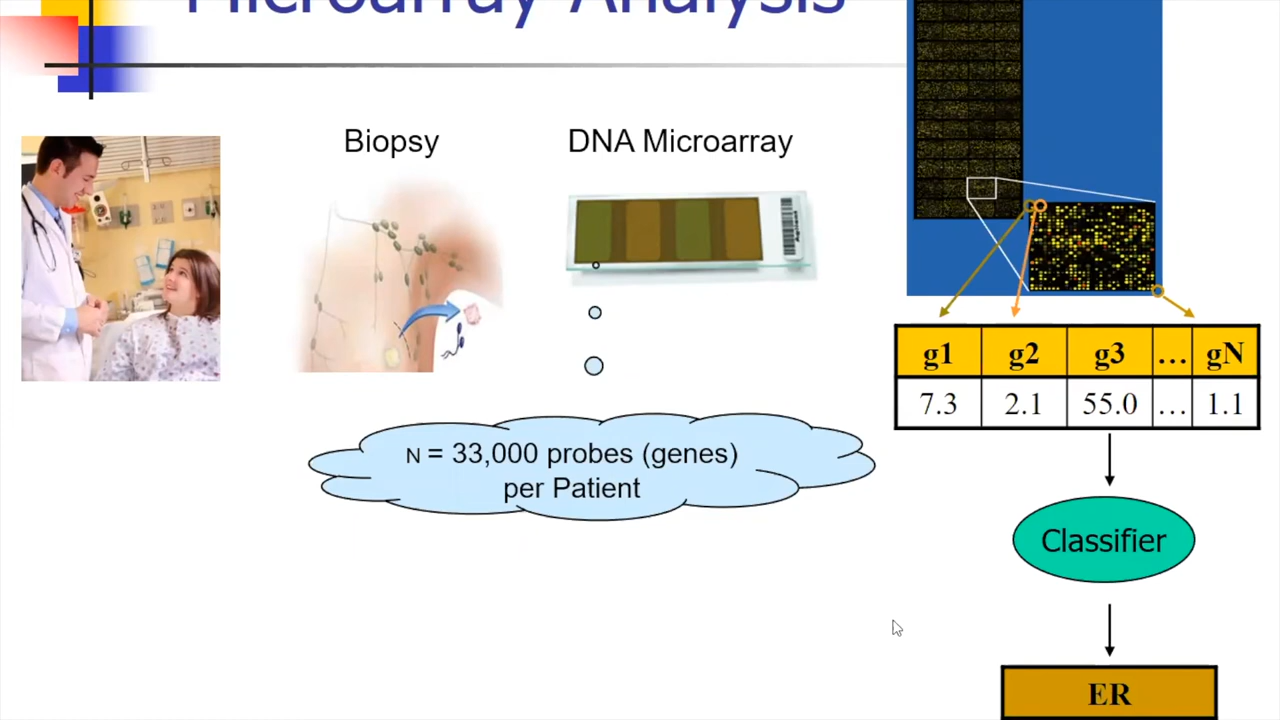 Microarray Analysis
Biopsy
DNA Microarray
Agilent
N = 33,000 probes (genes)
per Patient
g1 g2 g3 ... gN
7.3 2.1 55.0 ... 1.1
Classifier
ER